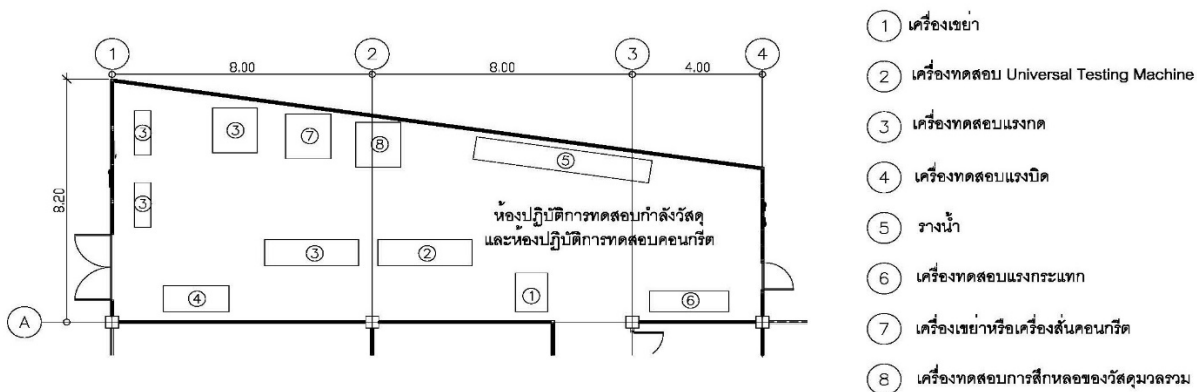 1 2 3 4
8.00 8.00 4.00
8.20
3 3 7 8 5
3
ห้องปฏิบัติการทดสอบกำลังวัสดุ
และห้องปฏิบัติการทดสอบคอนกรีต
3 2
4 1 6
A
1 เครื่องเขย่า
2 เครื่องทดสอบ Universal Testing Machine
3 เครื่องทดสอบแรงกด
4 เครื่องทดสอบแรงบิด
5 รางน้ำ
6 เครื่องทดสอบแรงกระแทก
7 เครื่องเขย่าหรือเครื่องสั่นคอนกรีต
8 เครื่องทดสอบการสึกหลอของวัสดุมวลรวม